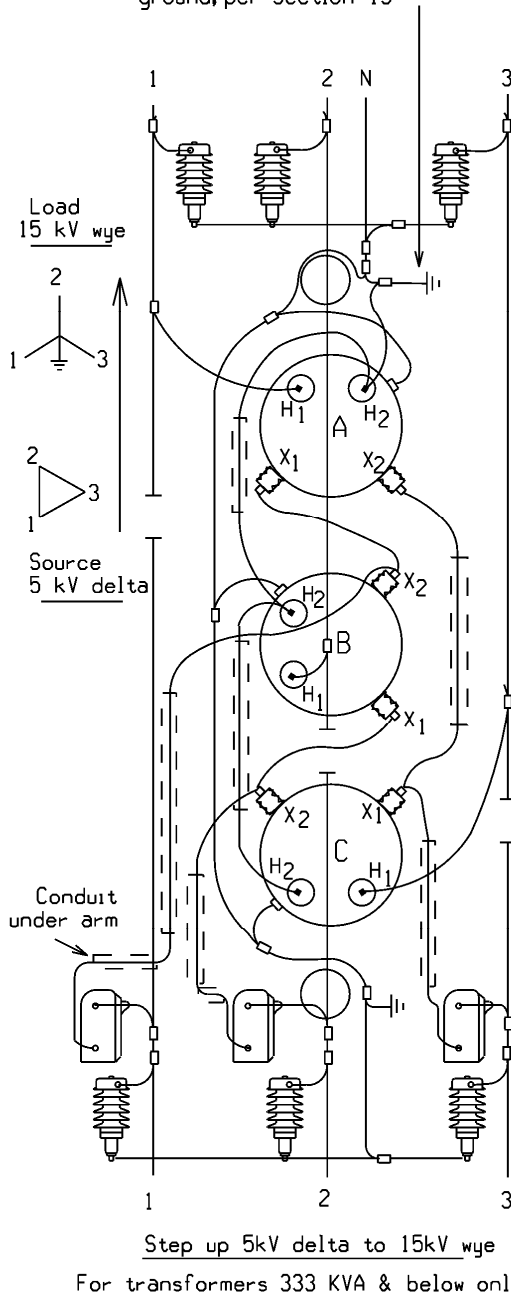 ground, per section 15
1 2 N 3
Load
15 kV wye
2
1 3
H1 H2
A
X1 X2
2
3
1
Source
5 kV delta
H2 X2
B
H1
X1
X2 X1
C
H2 H1
Conduit
under arm
1 2 3
Step up 5kV delta to 15kV wye
For transformers 333 KVA & below onl